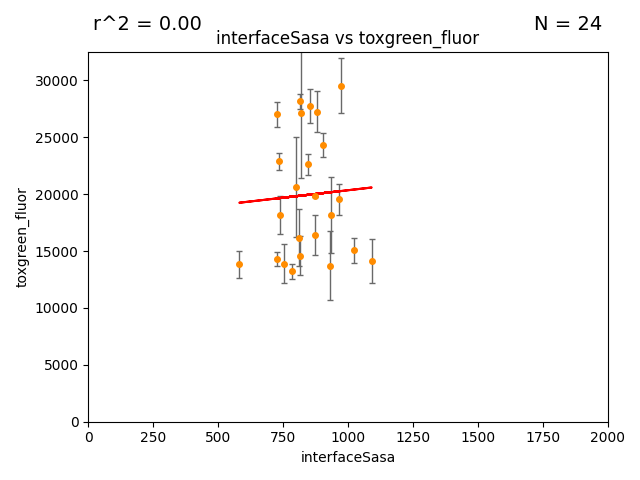 r^2 = 0.00
N = 24
interfaceSasa vs toxgreen_fluor
30000
25000
20000
15000
10000
5000
0
toxgreen_fluor
0 250 500 750 1000 1250 1500 1750 2000
interfaceSasa